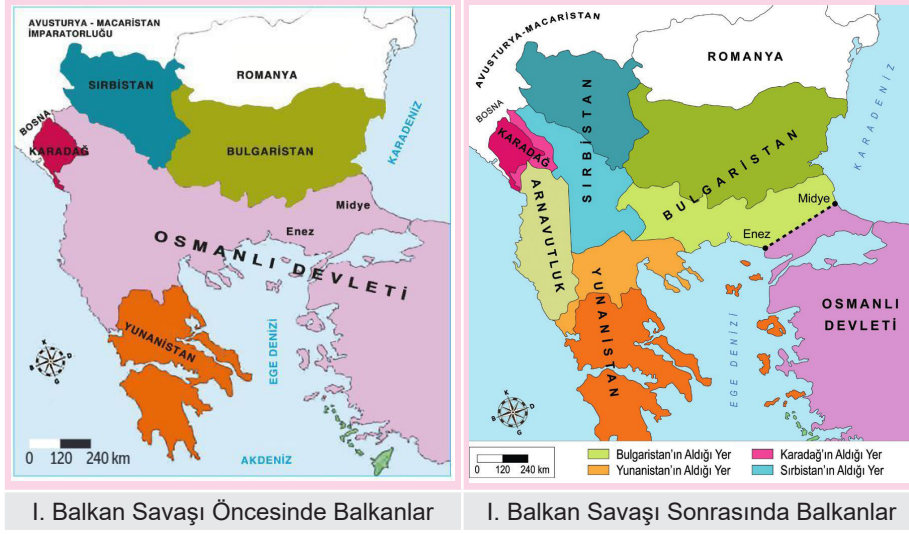 AVUSTURYA - MACARİSTAN
İMPARATORLUĞU
ROMANYA
SIRBİSTAN
BOSNA
KARADAĞ
BULGARİSTAN
KARADENİZ
Midye
Enez
OSMANLI DEVLETİ
YUNANİSTAN
EGE DENİZİ
K
D
B
G
0 120 240 km
AKDENİZ
I. Balkan Savaşı Öncesinde Balkanlar
AVUSTURYA-MACARİSTAN
ROMANYA
BOSNA
KARADAĞ
SIRBİSTAN
BULGARİSTAN
KARADENİZ
ARNAVUTLUK
Midye
Enez
YUNANİSTAN
OSMANLI
DEVLETİ
EGE DENİZİ
K
D
B
G
0 120 240 km
Bulgaristan'ın Aldığı Yer
Karadağ'ın Aldığı Yer
Yunanistan'ın Aldığı Yer
Sırbistan'ın Aldığı Yer
I. Balkan Savaşı Sonrasında Balkanlar